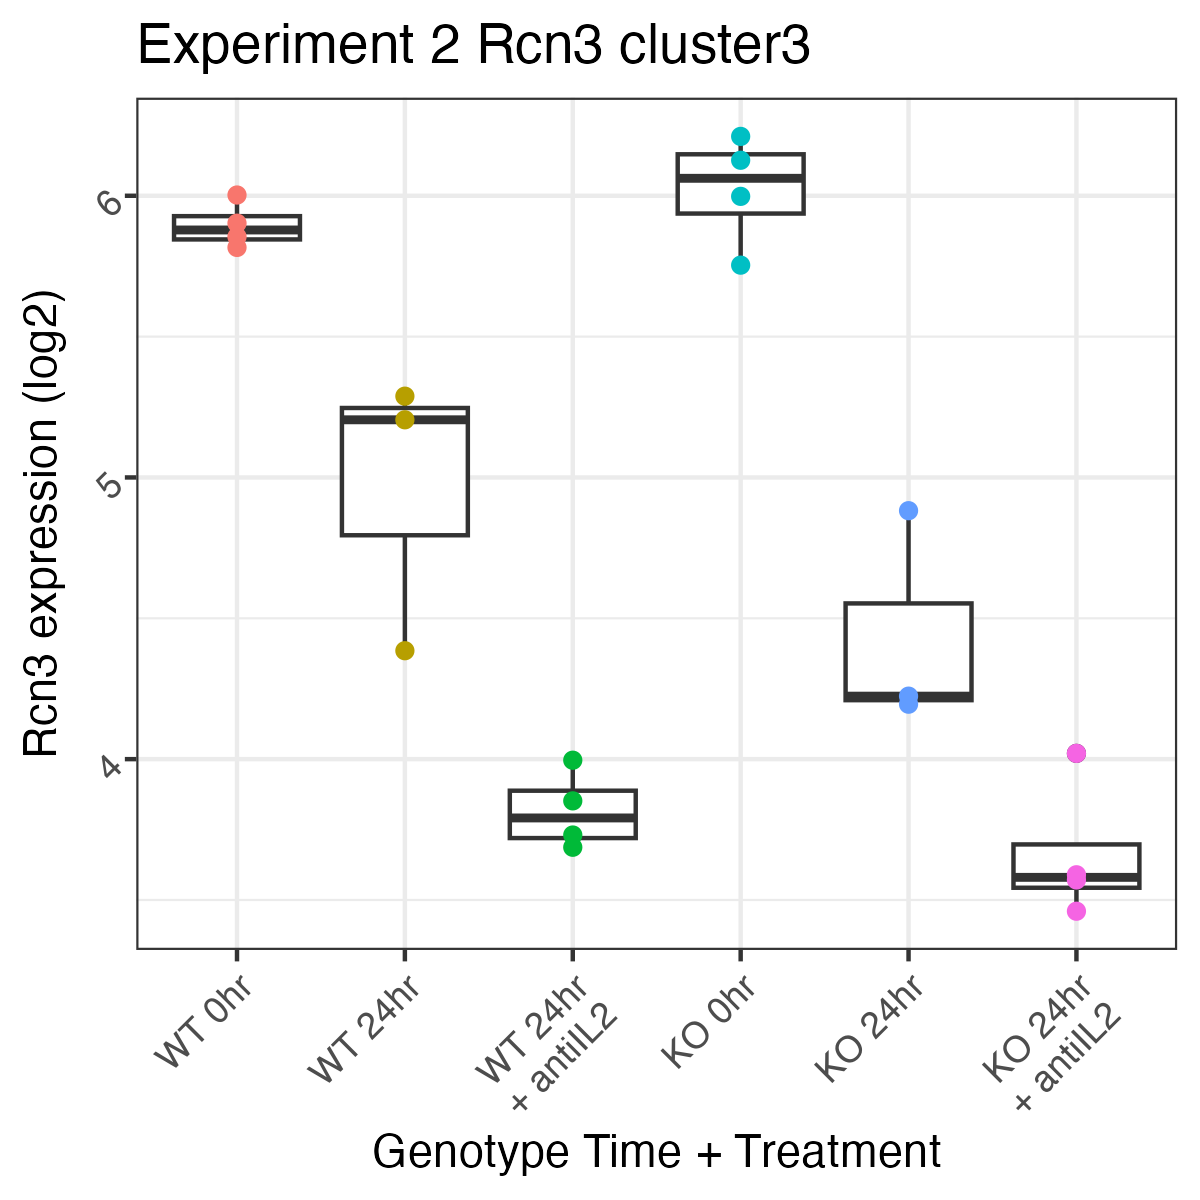 Experiment 2 Rcn3 cluster3
Rcn3 expression (log2)
6
5
4
WT 0hr
WT 24hr
WT 24hr
+ antiIL2
KO 0hr
KO 24hr
KO 24hr
+ antiIL2
Genotype Time + Treatment